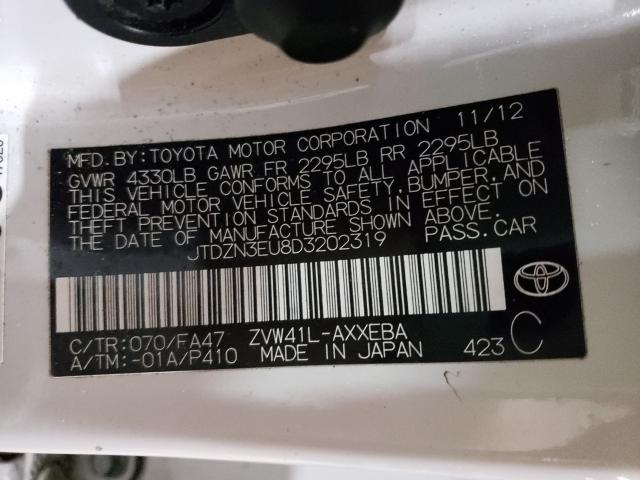 MFD.BY:TOYOTA MOTOR CORPORATION 11/12
GVWR 4330LB GAWR FR 2295LB RR 2295LB
THIS VEHICLE CONFORMS TO ALL APPLICABLE
FEDERAL MOTOR VEHICLE SAFETY,BUMPER,AND
THEFT PREVENTION STANDARDS IN EFFECT ON
THE DATE OF MANUFACTURE SHOWN ABOVE.
JTDZN3EU8D3202319 PASS.CAR
C/TR:070/FA47 ZVW41L-AXXEBA
A/TM:-01A/P410 MADE IN JAPAN 423 C